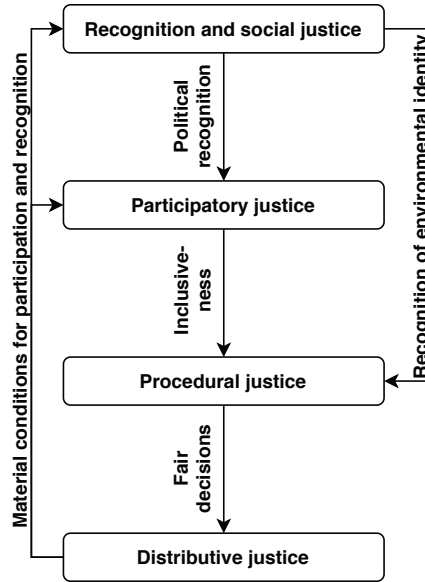 Recognition and social justice
Political
recognition
Participatory justice
Inclusive-
ness
Procedural justice
Fair
decisions
Distributive justice
Material conditions for participation and recognition
Recognition of environmental identity